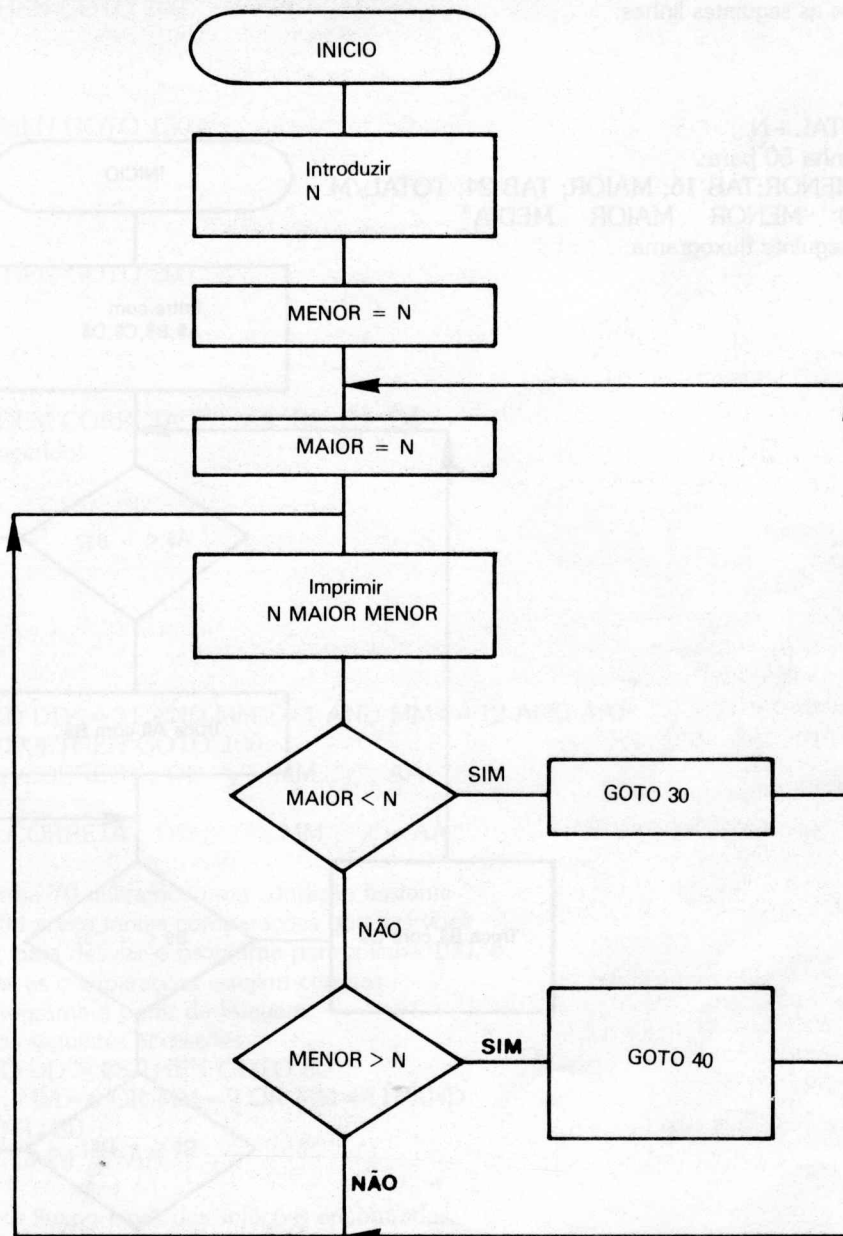 INICIO
Introduzir
N
MENOR = N
MAIOR = N
Imprimir
N MAIOR MENOR
MAIOR < N
SIM
GOTO 30
NÃO
MENOR > N
SIM
GOTO 40
NÃO